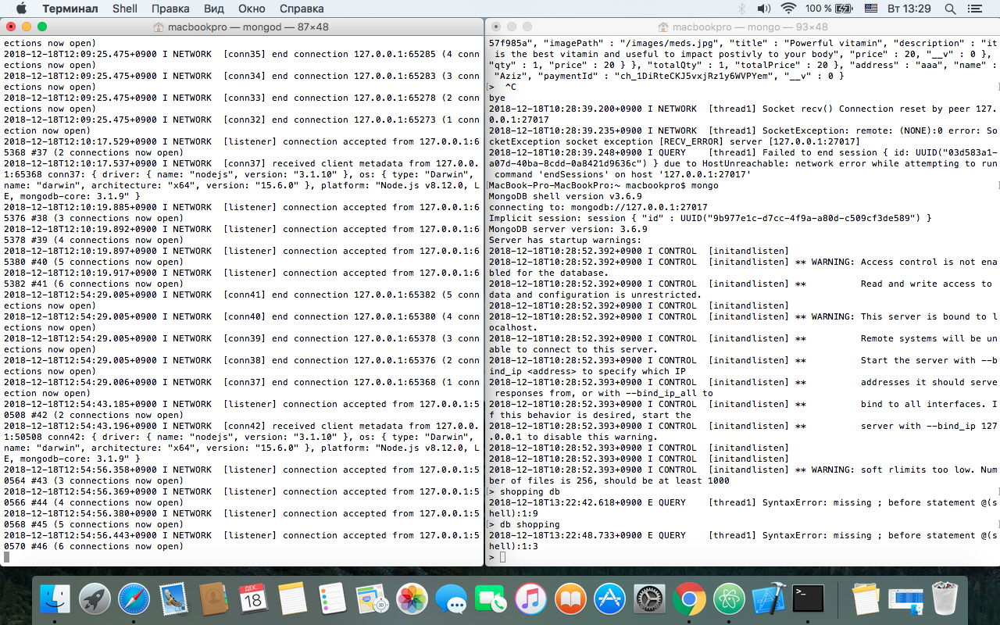 Терминал Shell Правка Вид Окно Справка 100 % Вт 13:29
macbookpro — mongod — 87×48
ections now open)
2018-12-18T12:09:25.475+0900 I NETWORK  [conn35] end connection 127.0.0.1:65285 (4 conn
ections now open)
2018-12-18T12:09:25.475+0900 I NETWORK  [conn34] end connection 127.0.0.1:65283 (3 conn
ections now open)
2018-12-18T12:09:25.475+0900 I NETWORK  [conn33] end connection 127.0.0.1:65278 (2 conn
ections now open)
2018-12-18T12:09:25.475+0900 I NETWORK  [conn32] end connection 127.0.0.1:65273 (1 conn
ection now open)
2018-12-18T12:10:17.529+0900 I NETWORK  [listener] connection accepted from 127.0.0.1:6
5368 #37 (2 connections now open)
2018-12-18T12:10:17.537+0900 I NETWORK  [conn37] received client metadata from 127.0.0.
1:65368 conn37: { driver: { name: "nodejs", version: "3.1.10" }, os: { type: "Darwin",
name: "darwin", architecture: "x64", version: "15.6.0" }, platform: "Node.js v8.12.0, L
E, mongodb-core: 3.1.9" }
2018-12-18T12:10:19.885+0900 I NETWORK  [listener] connection accepted from 127.0.0.1:6
5376 #38 (3 connections now open)
2018-12-18T12:10:19.892+0900 I NETWORK  [listener] connection accepted from 127.0.0.1:6
5378 #39 (4 connections now open)
2018-12-18T12:10:19.897+0900 I NETWORK  [listener] connection accepted from 127.0.0.1:6
5380 #40 (5 connections now open)
2018-12-18T12:10:19.917+0900 I NETWORK  [listener] connection accepted from 127.0.0.1:6
5382 #41 (6 connections now open)
2018-12-18T12:54:29.005+0900 I NETWORK  [conn41] end connection 127.0.0.1:65382 (5 conn
ections now open)
2018-12-18T12:54:29.005+0900 I NETWORK  [conn40] end connection 127.0.0.1:65380 (4 conn
ections now open)
2018-12-18T12:54:29.005+0900 I NETWORK  [conn39] end connection 127.0.0.1:65378 (3 conn
ections now open)
2018-12-18T12:54:29.005+0900 I NETWORK  [conn38] end connection 127.0.0.1:65376 (2 conn
ections now open)
2018-12-18T12:54:29.006+0900 I NETWORK  [conn37] end connection 127.0.0.1:65368 (1 conn
ection now open)
2018-12-18T12:54:43.185+0900 I NETWORK  [listener] connection accepted from 127.0.0.1:5
0508 #42 (2 connections now open)
2018-12-18T12:54:43.196+0900 I NETWORK  [conn42] received client metadata from 127.0.0.
1:50508 conn42: { driver: { name: "nodejs", version: "3.1.10" }, os: { type: "Darwin",
name: "darwin", architecture: "x64", version: "15.6.0" }, platform: "Node.js v8.12.0, L
E, mongodb-core: 3.1.9" }
2018-12-18T12:54:56.358+0900 I NETWORK  [listener] connection accepted from 127.0.0.1:5
0564 #43 (3 connections now open)
2018-12-18T12:54:56.369+0900 I NETWORK  [listener] connection accepted from 127.0.0.1:5
0566 #44 (4 connections now open)
2018-12-18T12:54:56.380+0900 I NETWORK  [listener] connection accepted from 127.0.0.1:5
0568 #45 (5 connections now open)
2018-12-18T12:54:56.443+0900 I NETWORK  [listener] connection accepted from 127.0.0.1:5
0570 #46 (6 connections now open)
macbookpro — mongo — 93×48
57f985a", "imagePath" : "/images/meds.jpg", "title" : "Powerful vitamin", "description" : "it
 is the best vitamin and useful to impact postivly to your body", "price" : 20, "__v" : 0 },
"qty" : 1, "price" : 20 } }, "totalQty" : 1, "totalPrice" : 20 }, "address" : "aaa", "name" :
 "Aziz", "paymentId" : "ch_1DiRteCKJ5vxjRz1y6WVPYem", "__v" : 0 }
>  ^C
bye
2018-12-18T10:28:39.200+0900 I NETWORK  [thread1] Socket recv() Connection reset by peer 127.
0.0.1:27017
2018-12-18T10:28:39.235+0900 I NETWORK  [thread1] SocketException: remote: (NONE):0 error: So
cketException socket exception [RECV_ERROR] server [127.0.0.1:27017]
2018-12-18T10:28:39.248+0900 I QUERY    [thread1] Failed to end session { id: UUID("03d583a1-
a07d-40ba-8cdd-0a8421d9636c") } due to HostUnreachable: network error while attempting to run
 command 'endSessions' on host '127.0.0.1:27017'
MacBook-Pro-MacBookPro:~ macbookpro$ mongo
MongoDB shell version v3.6.9
connecting to: mongodb://127.0.0.1:27017
Implicit session: session { "id" : UUID("9b977e1c-d7cc-4f9a-a80d-c509cf3de589") }
MongoDB server version: 3.6.9
Server has startup warnings:
2018-12-18T10:28:52.392+0900 I CONTROL  [initandlisten]
2018-12-18T10:28:52.392+0900 I CONTROL  [initandlisten] ** WARNING: Access control is not ena
bled for the database.
2018-12-18T10:28:52.392+0900 I CONTROL  [initandlisten] **          Read and write access to
data and configuration is unrestricted.
2018-12-18T10:28:52.392+0900 I CONTROL  [initandlisten]
2018-12-18T10:28:52.392+0900 I CONTROL  [initandlisten] ** WARNING: This server is bound to l
ocalhost.
2018-12-18T10:28:52.392+0900 I CONTROL  [initandlisten] **          Remote systems will be un
able to connect to this server.
2018-12-18T10:28:52.393+0900 I CONTROL  [initandlisten] **          Start the server with --b
ind_ip <address> to specify which IP
2018-12-18T10:28:52.393+0900 I CONTROL  [initandlisten] **          addresses it should serve
 responses from, or with --bind_ip_all to
2018-12-18T10:28:52.393+0900 I CONTROL  [initandlisten] **          bind to all interfaces. I
f this behavior is desired, start the
2018-12-18T10:28:52.393+0900 I CONTROL  [initandlisten] **          server with --bind_ip 127
.0.0.1 to disable this warning.
2018-12-18T10:28:52.393+0900 I CONTROL  [initandlisten]
2018-12-18T10:28:52.393+0900 I CONTROL  [initandlisten]
2018-12-18T10:28:52.393+0900 I CONTROL  [initandlisten] ** WARNING: soft rlimits too low. Num
ber of files is 256, should be at least 1000
> shopping db
2018-12-18T13:22:42.618+0900 E QUERY    [thread1] SyntaxError: missing ; before statement @(s
hell):1:9
> db shopping
2018-12-18T13:22:48.733+0900 E QUERY    [thread1] SyntaxError: missing ; before statement @(s
hell):1:3
>
ДЕК
18